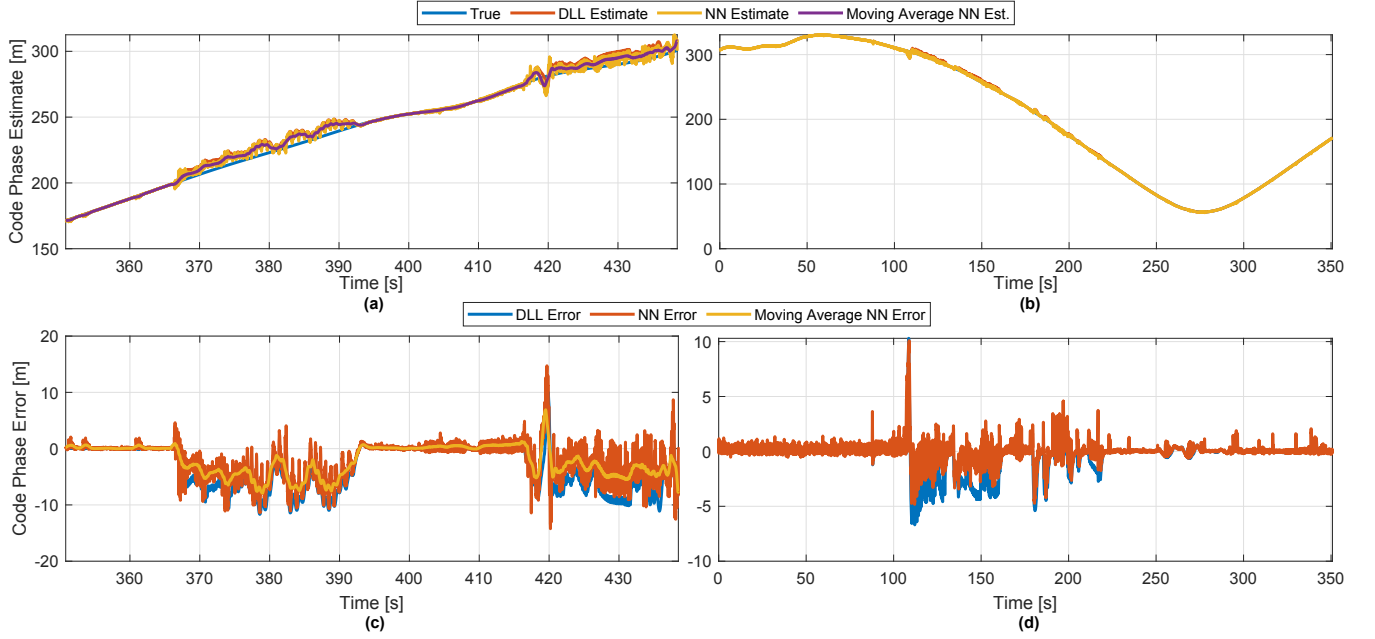 True DLL Estimate NN Estimate Moving Average NN Est.
Code Phase Estimate [m]
300
250
200
150
360 370 380 390 400 410 420 430
Time [s]
(a)
300
200
100
0
0 50 100 150 200 250 300 350
Time [s]
(b)
DLL Error NN Error Moving Average NN Error
Code Phase Error [m]
20
10
0
-10
-20
360 370 380 390 400 410 420 430
Time [s]
(c)
10
5
0
-5
-10
0 50 100 150 200 250 300 350
Time [s]
(d)